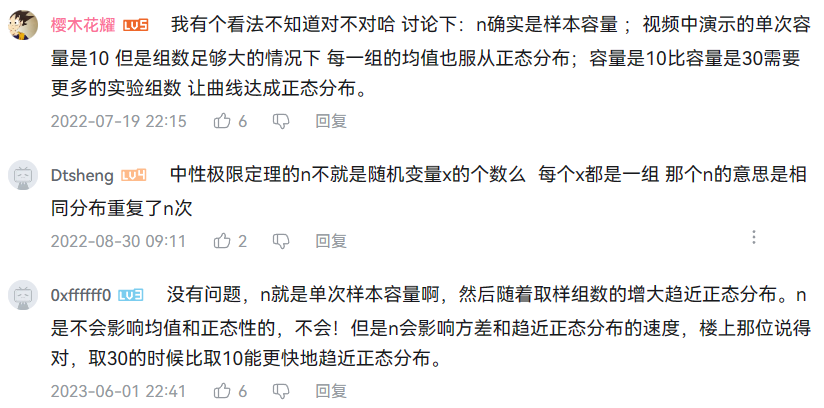 樱木花耀 LV5 我有个看法不知道对不对哈 讨论下：n确实是样本容量 ；视频中演示的单次容
量是10 但是组数足够大的情况下 每一组的均值也服从正态分布；容量是10比容量是30需要
更多的实验组数 让曲线达成正态分布。
2022-07-19 22:15 6 回复
Dtsheng LV4 中性极限定理的n不就是随机变量x的个数么 每个x都是一组 那个n的意思是相
同分布重复了n次
2022-08-30 09:11 2 回复
0xffffff0 LV3 没有问题，n就是单次样本容量啊，然后随着取样组数的增大趋近正态分布。n
是不会影响均值和正态性的，不会！但是n会影响方差和趋近正态分布的速度，楼上那位说得
对，取30的时候比取10能更快地趋近正态分布。
2023-06-01 22:41 6 回复